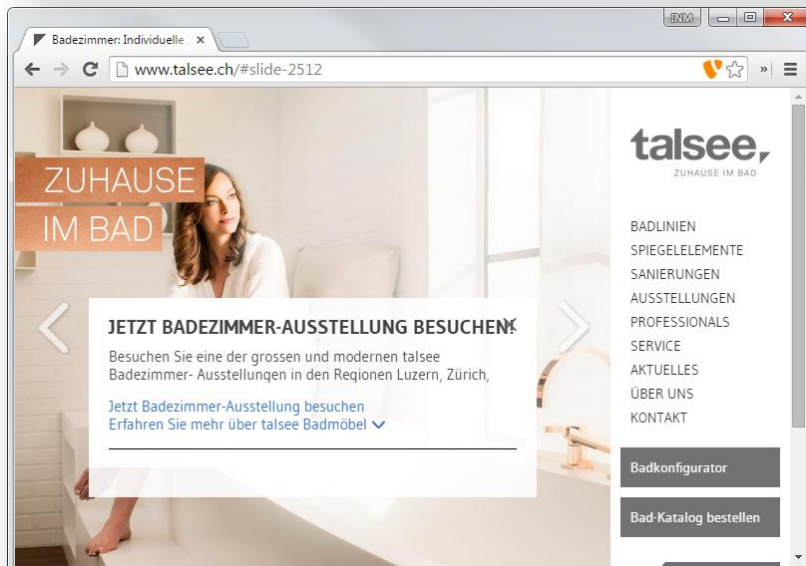 INM
Badezimmer: Individuelle
www.talsee.ch/#slide-2512
talsee,
ZUHAUSE IM BAD
ZUHAUSE
IM BAD
JETZT BADEZIMMER-AUSSTELLUNG BESUCHEN!
Besuchen Sie eine der grossen und modernen talsee
Badezimmer- Ausstellungen in den Regionen Luzern, Zürich,
Jetzt Badezimmer-Ausstellung besuchen
Erfahren Sie mehr über talsee Badmöbel
BADLINIEN
SPIEGELELEMENTE
SANIERUNGEN
AUSSTELLUNGEN
PROFESSIONALS
SERVICE
AKTUELLES
ÜBER UNS
KONTAKT
Badkonfigurator
Bad-Katalog bestellen